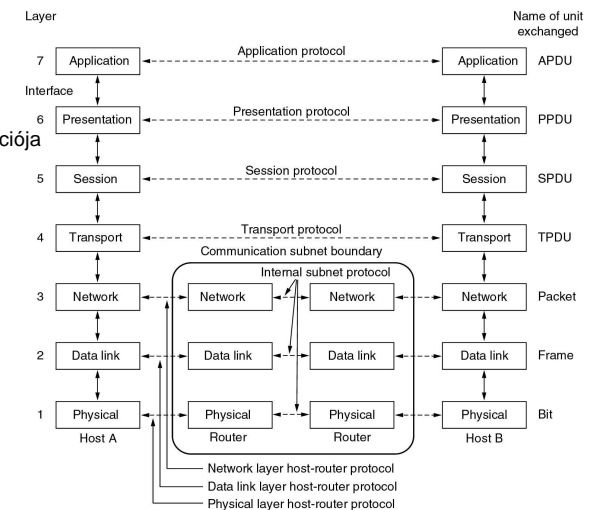 Layer
Name of unit
exchanged
7 Application Application protocol Application APDU
Interface
6 Presentation Presentation protocol Presentation PPDU
ciója
5 Session Session protocol Session SPDU
4 Transport Transport protocol Transport TPDU
Communication subnet boundary
Internal subnet protocol
3 Network Network Network Network Packet
2 Data link Data link Data link Data link Frame
1 Physical Physical Physical Physical Bit
Host A Router Router Host B
Network layer host-router protocol
Data link layer host-router protocol
Physical layer host-router protocol